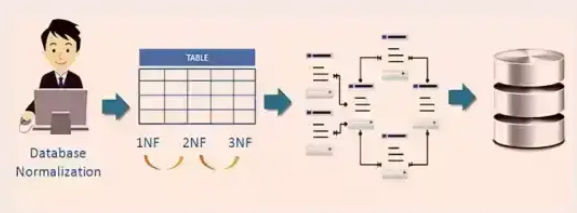 TABLE
1NF 2NF 3NF
Database
Normalization